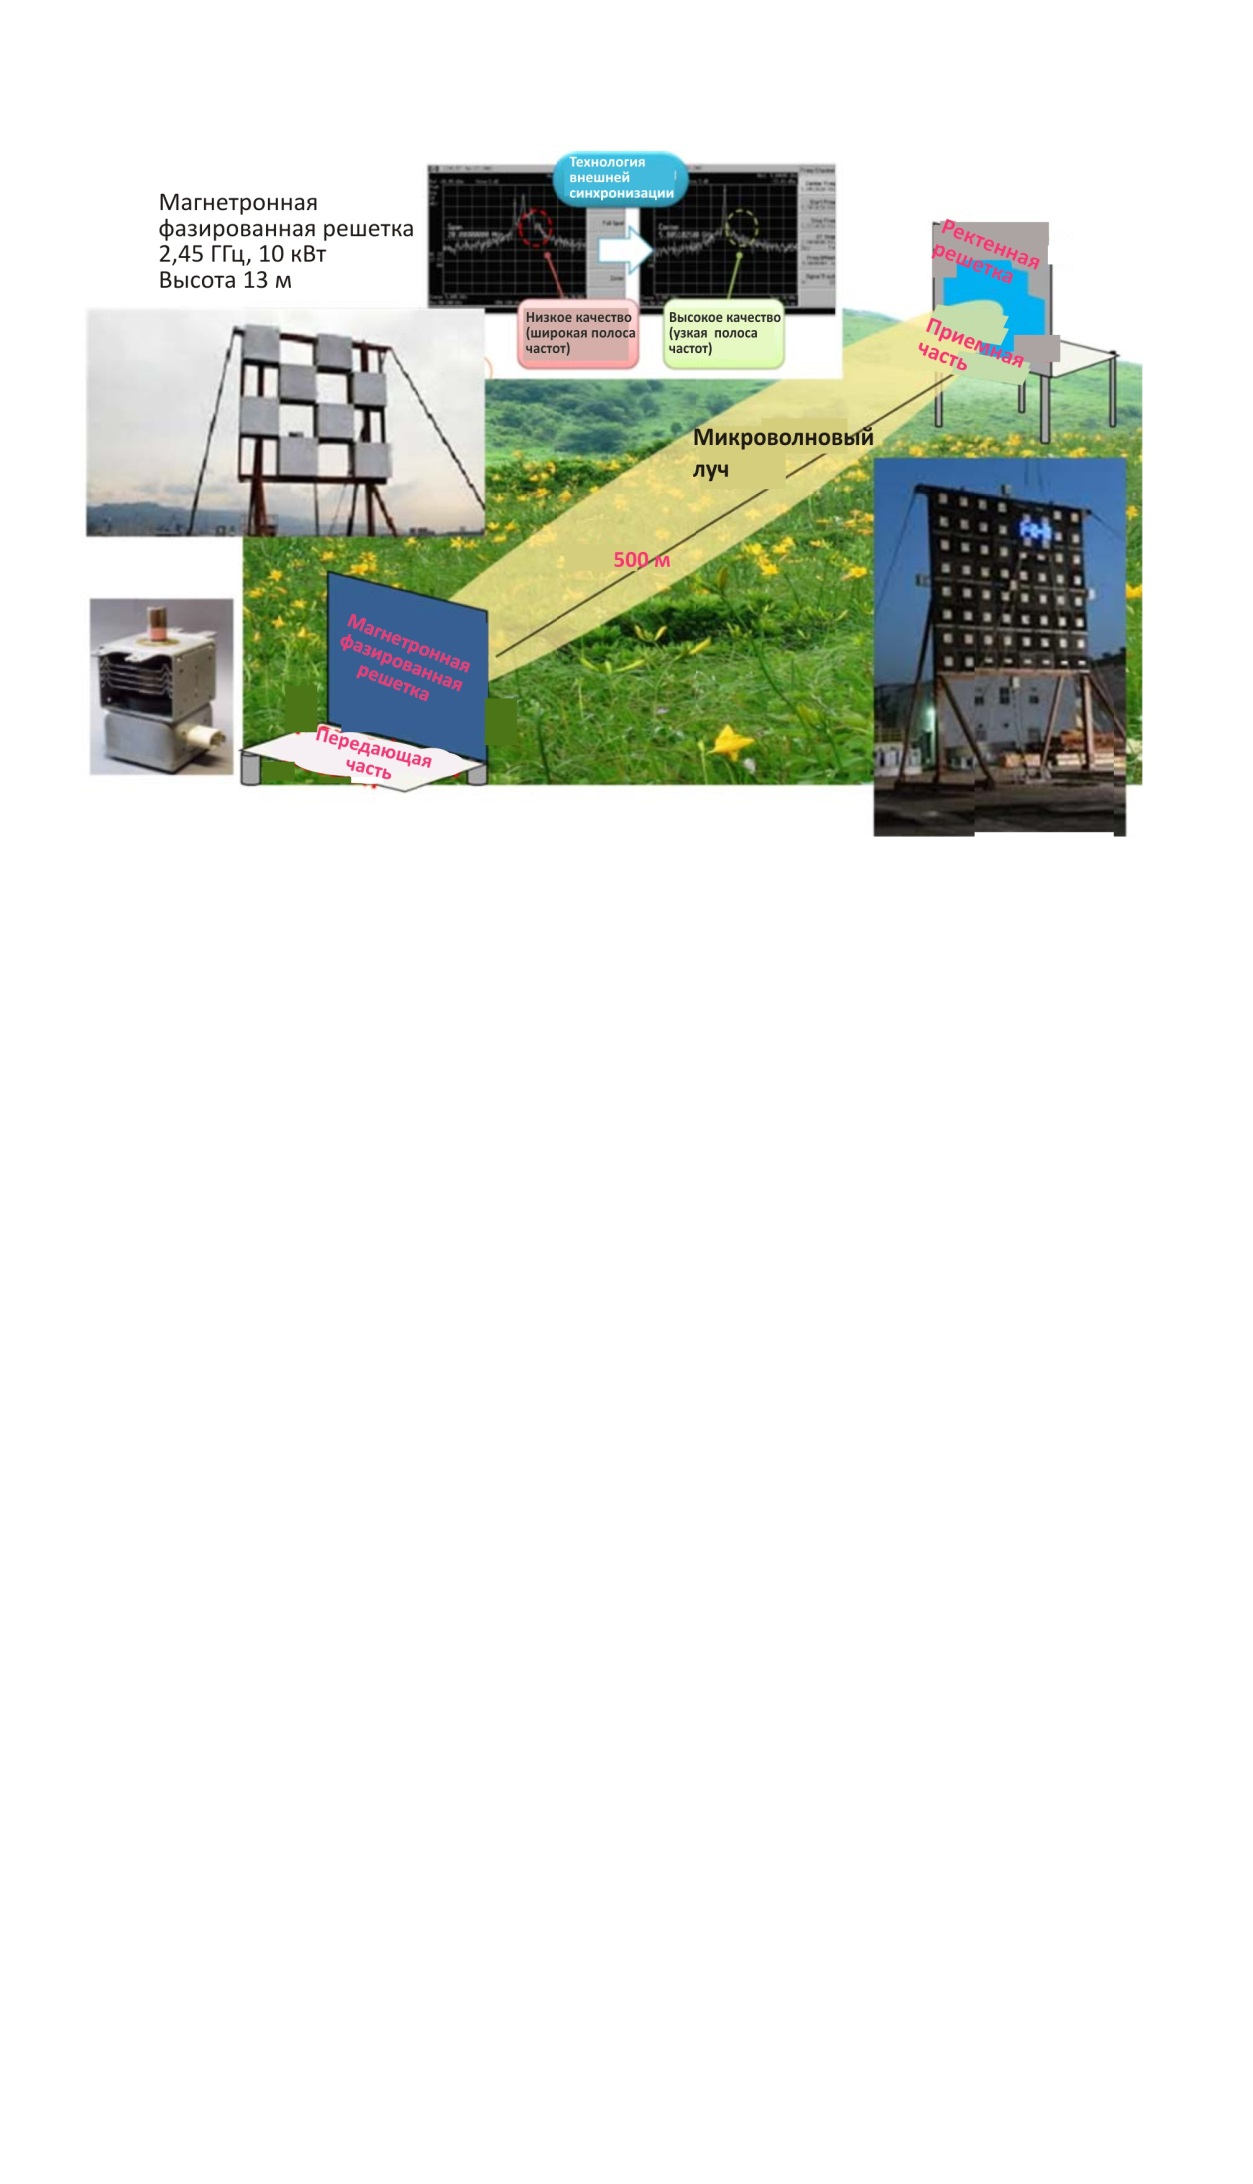 Технология
внешней
синхронизации
Магнетронная
фазированная решетка
2,45 ГГц, 10 кВт
Высота 13 м
Низкое качество
(широкая полоса
частот)
Высокое качество
(узкая полоса
частот)
Ректенная
решетка
Приемная
часть
Микроволновый
луч
500 м
Магнетронная
фазированная
решетка
Передающая
часть